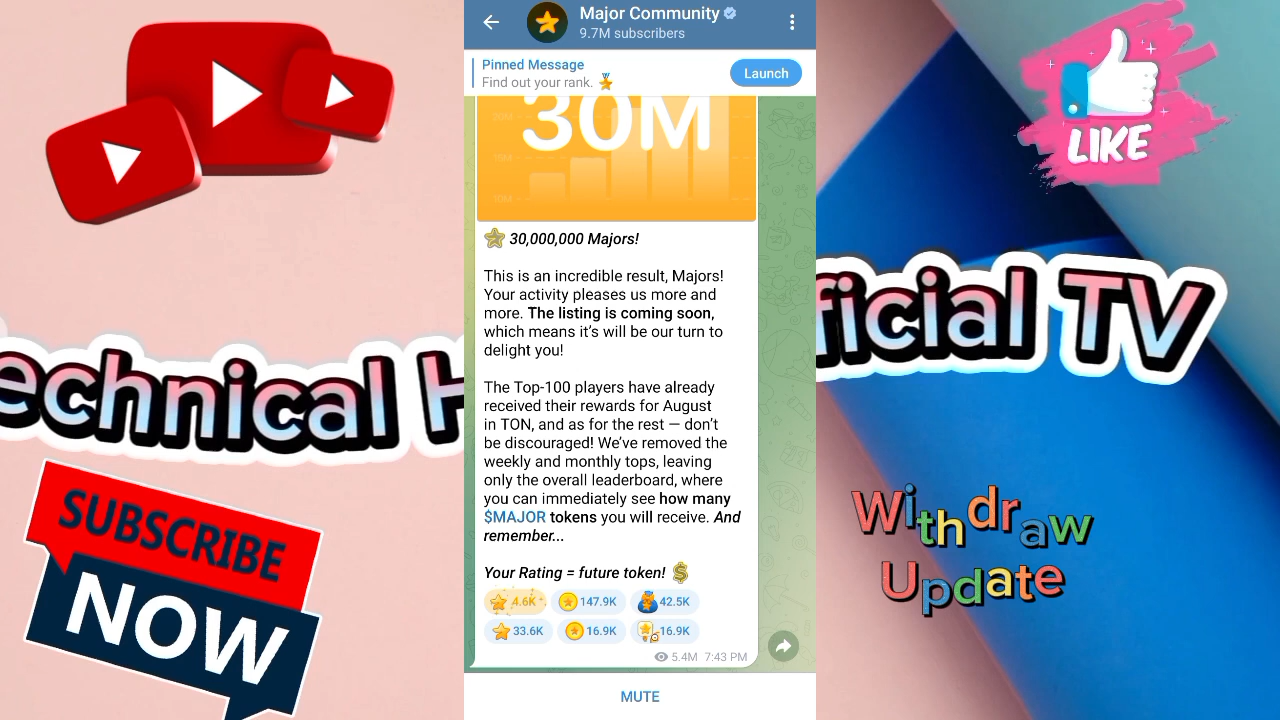 Major Community
9.7M subscribers
Pinned Message
Find out your rank.
Launch
30M
30,000,000 Majors!
This is an incredible result, Majors!
Your activity pleases us more and
more. The listing is coming soon,
which means it's will be our turn to
delight you!
The Top-100 players have already
received their rewards for August
in TON, and as for the rest — don't
be discouraged! We've removed the
weekly and monthly tops, leaving
only the overall leaderboard, where
you can immediately see how many
$MAJOR tokens you will receive. And
remember...
Your Rating = future token!
4.6K 147.9K 42.5K
33.6K 16.9K 16.9K
5.4M 7:43 PM
MUTE
echnical H
SUBSCRIBE
NOW
LIKE
ficial TV
Withdraw
Update